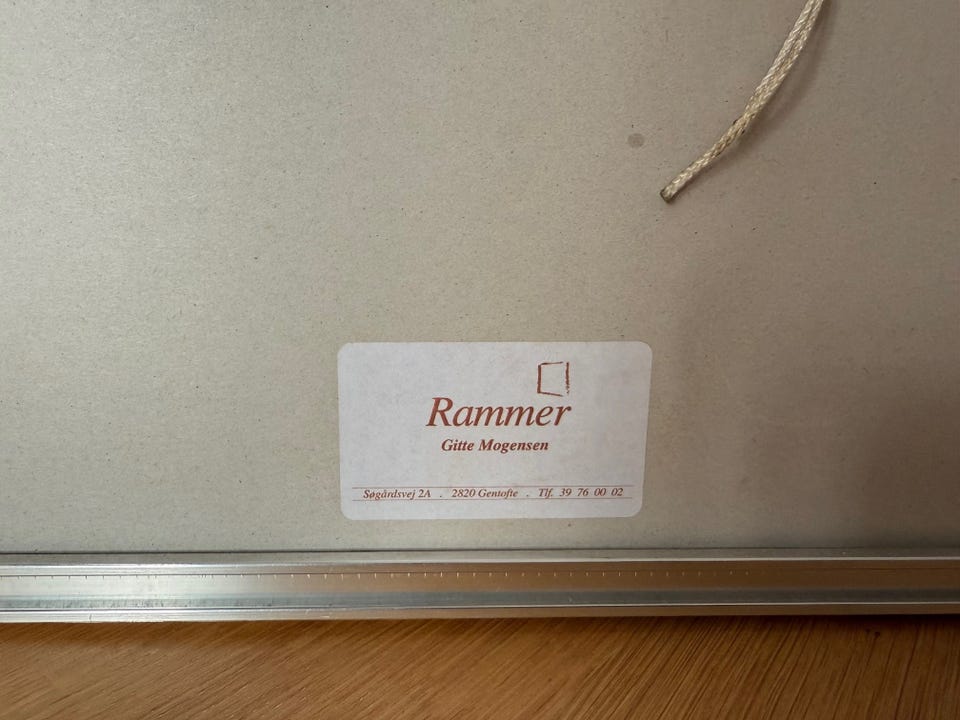 Rammer
Gitte Mogensen
Søgårdsvej 2A . 2820 Gentofte . Tlf. 39 76 00 02